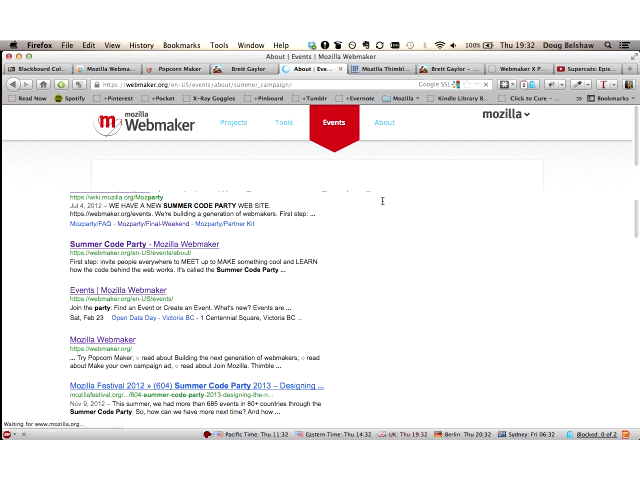 Firefox File Edit View History Bookmarks Tools Window Help 100% Thu 19:32 Doug Belshaw
About | Events | Mozilla Webmaker
Blackboard Col... Mozilla Webma... Popcorn Maker Brett Gaylor About | Eve... Mozilla Thimbl... Brett Gaylor – ... Webmaker X P Supercats: Epis...
https://webmaker.org/en-US/events/about/summer_campaign/ Google SSL
Read Now Spotify +Pinterest +Pocket X-Ray Goggles +Pinboard +Tumblr +Evernote Mozilla Kindle Library B... Click to Cure – ... » Bookmarks
mozilla
Webmaker
Projects Tools Events About
mozilla
https://wiki.mozilla.org/Mozparty
Jul 4, 2012 – WE HAVE A NEW SUMMER CODE PARTY WEB SITE.
https://webmaker.org/events. We're building a generation of webmakers. First step: ...
Mozparty/FAQ - Mozparty/Final-Weekend - Mozparty/Partner Kit
Summer Code Party - Mozilla Webmaker
https://webmaker.org/en-US/events/about/
First step: invite people everywhere to MEET up to MAKE something cool and LEARN
how the code behind the web works. It's called the Summer Code Party ...
Events | Mozilla Webmaker
https://webmaker.org/en-US/events/
Join the party: Find an Event or Create an Event. What's new? Events are ...
Sat, Feb 23 Open Data Day - Victoria BC - 1 Centennial Square, Victoria BC ...
Mozilla Webmaker
https://webmaker.org/
... Try Popcorn Maker; ○ read about Building the next generation of webmakers; ○ read
about Make your own campaign ad, ○ read about Join Mozilla. Thimble ...
Mozilla Festival 2012 » (604) Summer Code Party 2013 – Designing ...
mozillafestival.org/.../604-summer-code-party-2013-designing-the-n...
Nov 9, 2012 – This summer, we had more than 685 events in 80+ countries through the
Summer Code Party. So, how can we have more next time? And how ...
Waiting for www.mozilla.org...
Pacific Time: Thu 11:32 Eastern Time: Thu 14:32 UK: Thu 19:32 Berlin: Thu 20:32 Sydney: Fri 06:32 Blocked: 0 of 2